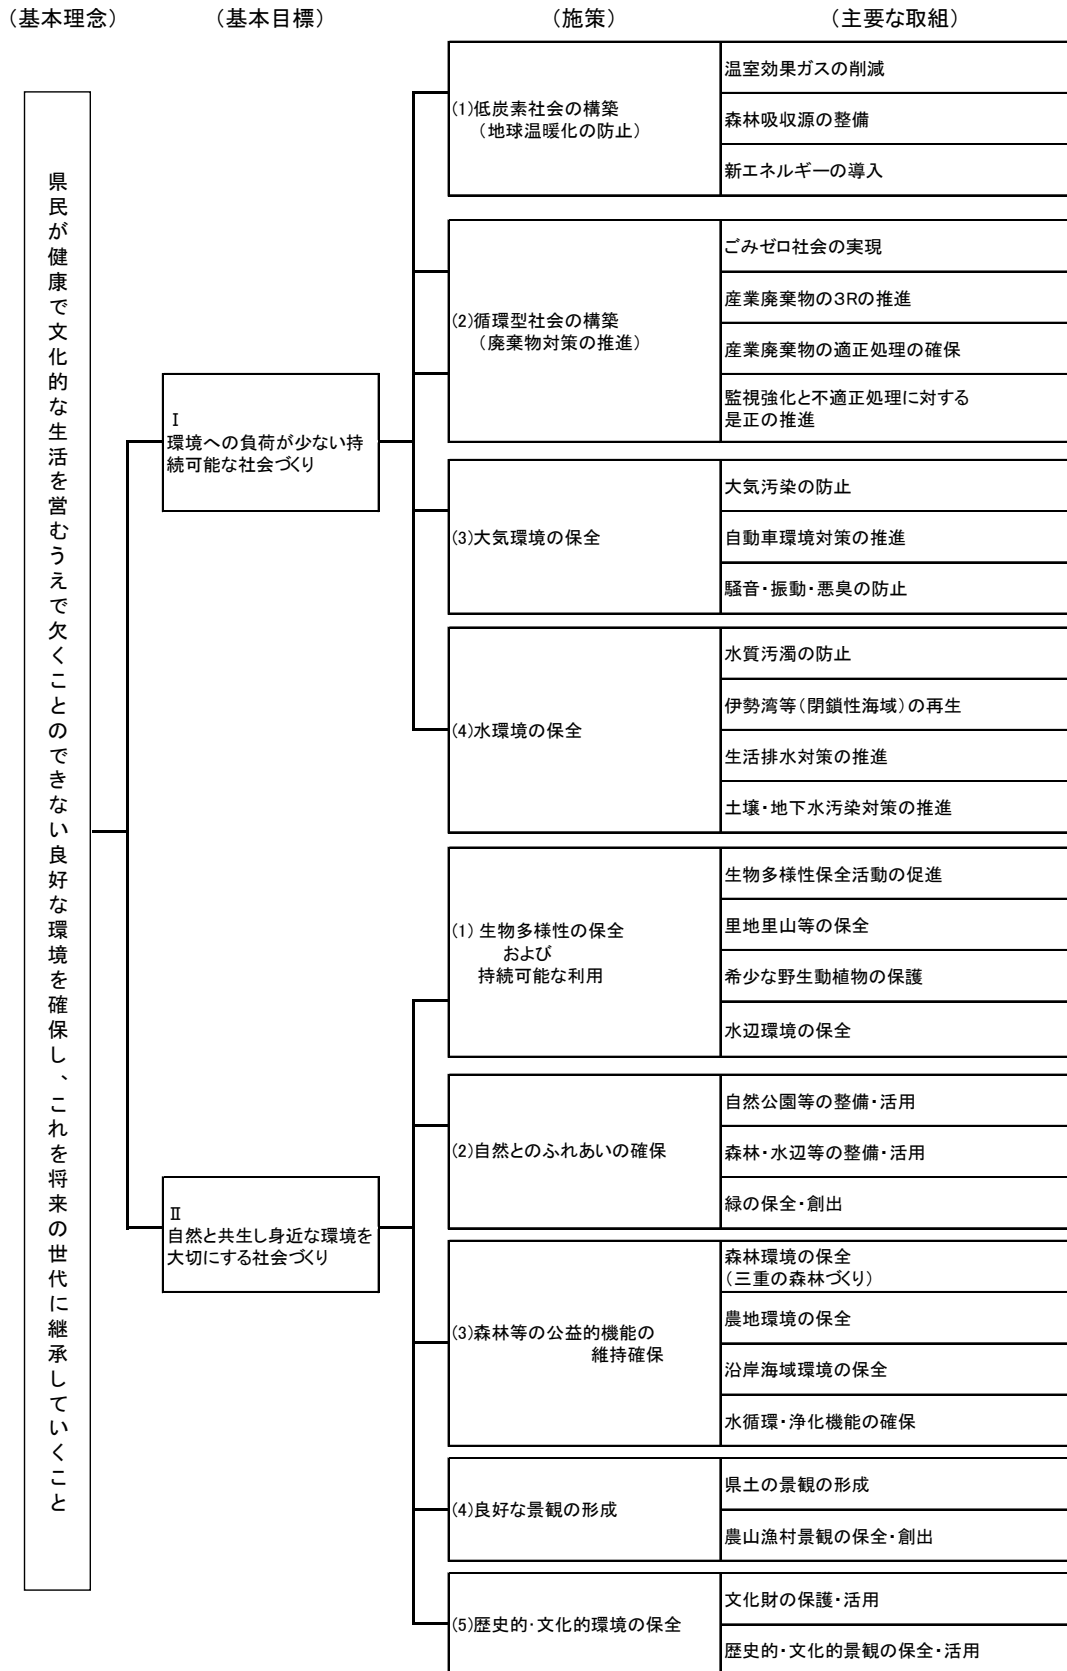 （基本理念）
（基本目標）
（施策）
（主要な取組）
県民が健康で文化的な生活を営むうえで欠くことのできない良好な環境を確保し、これを将来の世代に継承していくこと
Ⅰ
環境への負荷が少ない持
続可能な社会づくり
(1)低炭素社会の構築
（地球温暖化の防止）
温室効果ガスの削減
森林吸収源の整備
新エネルギーの導入
(2)循環型社会の構築
（廃棄物対策の推進）
ごみゼロ社会の実現
産業廃棄物の3Rの推進
産業廃棄物の適正処理の確保
監視強化と不適正処理に対する
是正の推進
(3)大気環境の保全
大気汚染の防止
自動車環境対策の推進
騒音・振動・悪臭の防止
(4)水環境の保全
水質汚濁の防止
伊勢湾等（閉鎖性海域）の再生
生活排水対策の推進
土壌・地下水汚染対策の推進
Ⅱ
自然と共生し身近な環境を
大切にする社会づくり
(1) 生物多様性の保全
および
持続可能な利用
生物多様性保全活動の促進
里地里山等の保全
希少な野生動植物の保護
水辺環境の保全
(2)自然とのふれあいの確保
自然公園等の整備・活用
森林・水辺等の整備・活用
緑の保全・創出
(3)森林等の公益的機能の
維持確保
森林環境の保全
（三重の森林づくり）
農地環境の保全
沿岸海域環境の保全
水循環・浄化機能の確保
(4)良好な景観の形成
県土の景観の形成
農山漁村景観の保全・創出
(5)歴史的・文化的環境の保全
文化財の保護・活用
歴史的・文化的景観の保全・活用